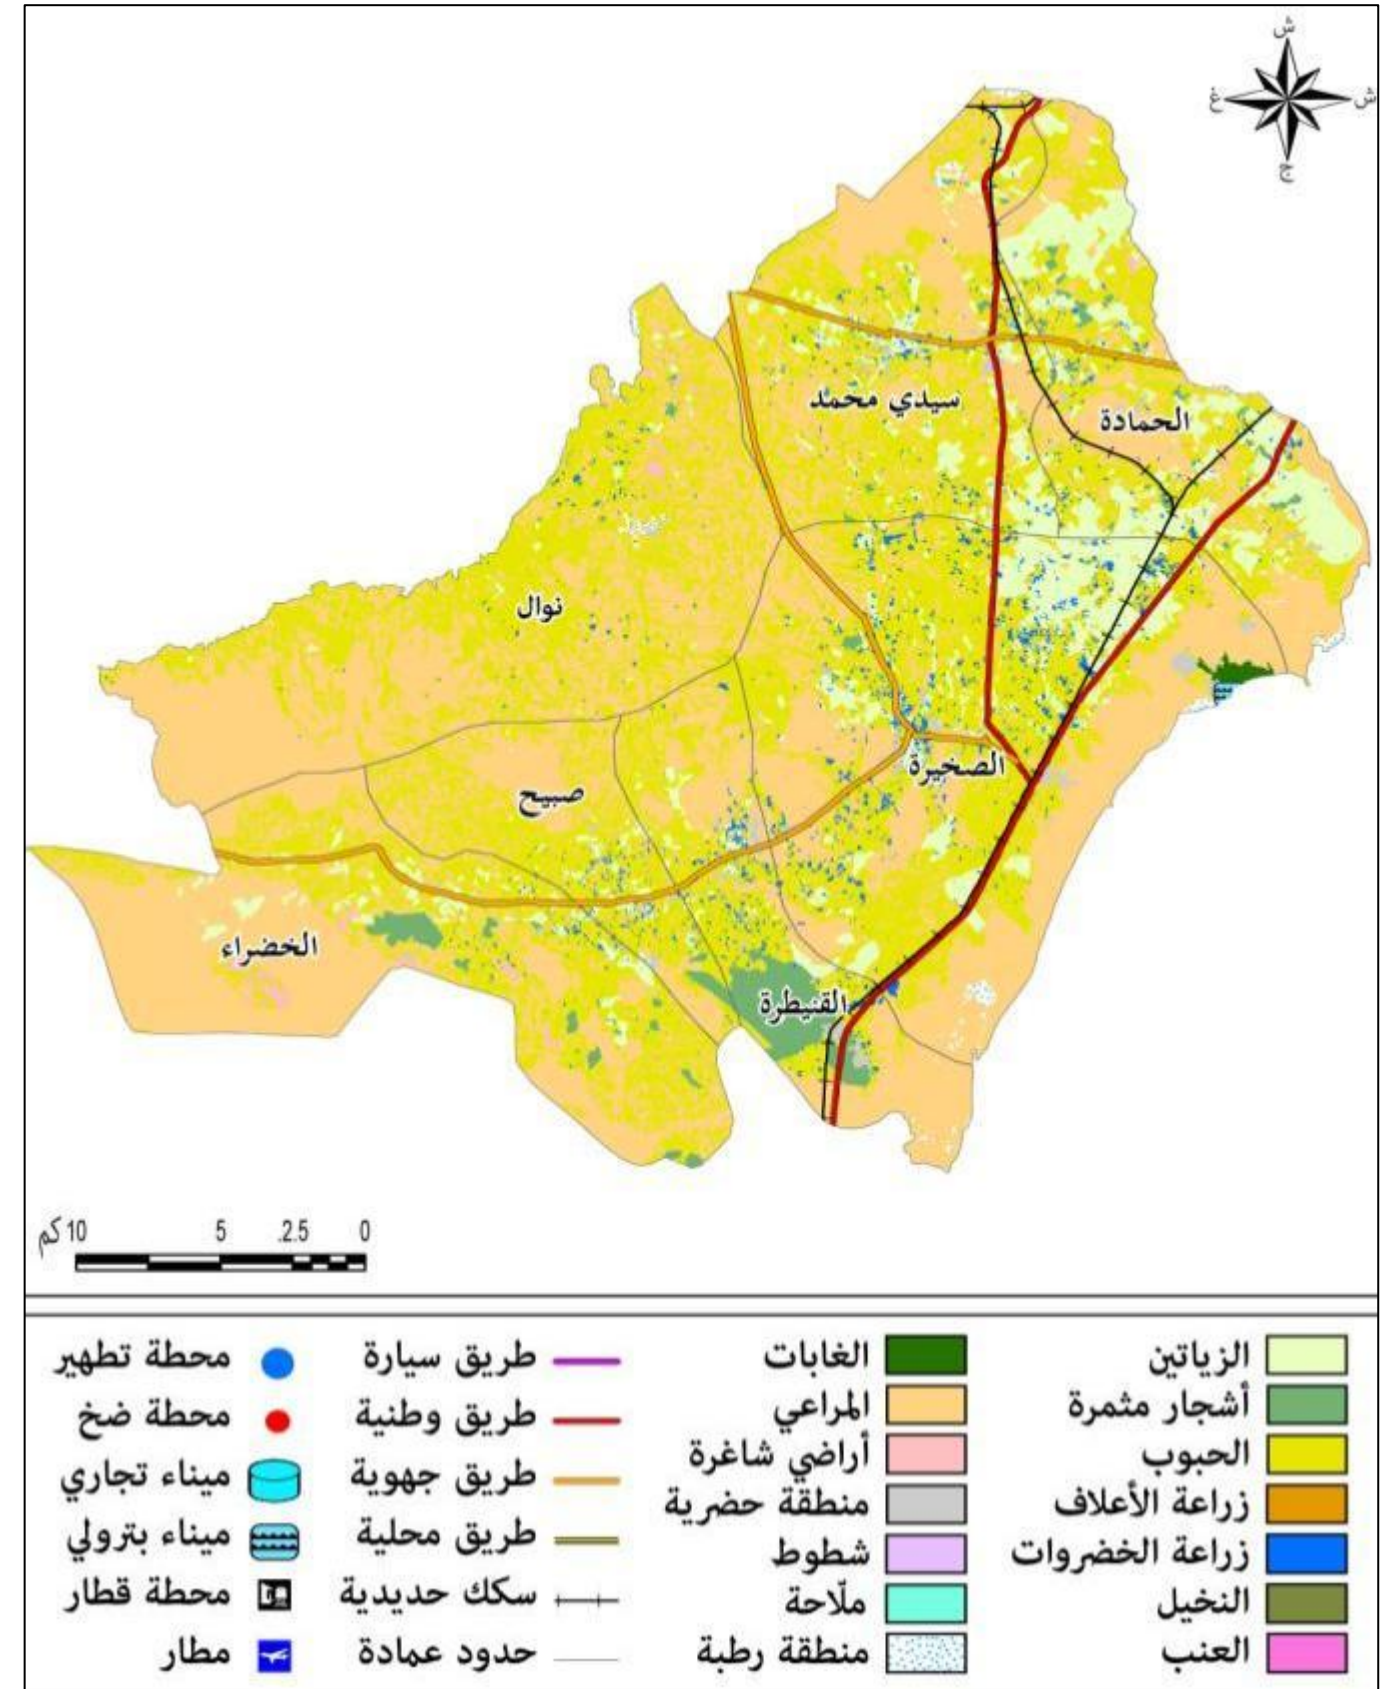 ش
غ
ش
ج
سيدي محمد
الحمادة
نوال
الصخيرة
صبيح
الخضراء
القنيطرة
0 2.5. 5 10 كم
الزياتين
أشجار مثمرة
الحبوب
زراعة الأعلاف
زراعة الخضروات
النخيل
العنب
الغابات
المراعي
أراضي شاغرة
منطقة حضرية
شطوط
ملّاحة
منطقة رطبة
طريق سيارة
طريق وطنية
طريق جهوية
طريق محلية
سكك حديدية
حدود عمادة
محطة تطهير
محطة ضخ
ميناء تجاري
ميناء بترولي
محطة قطار
مطار